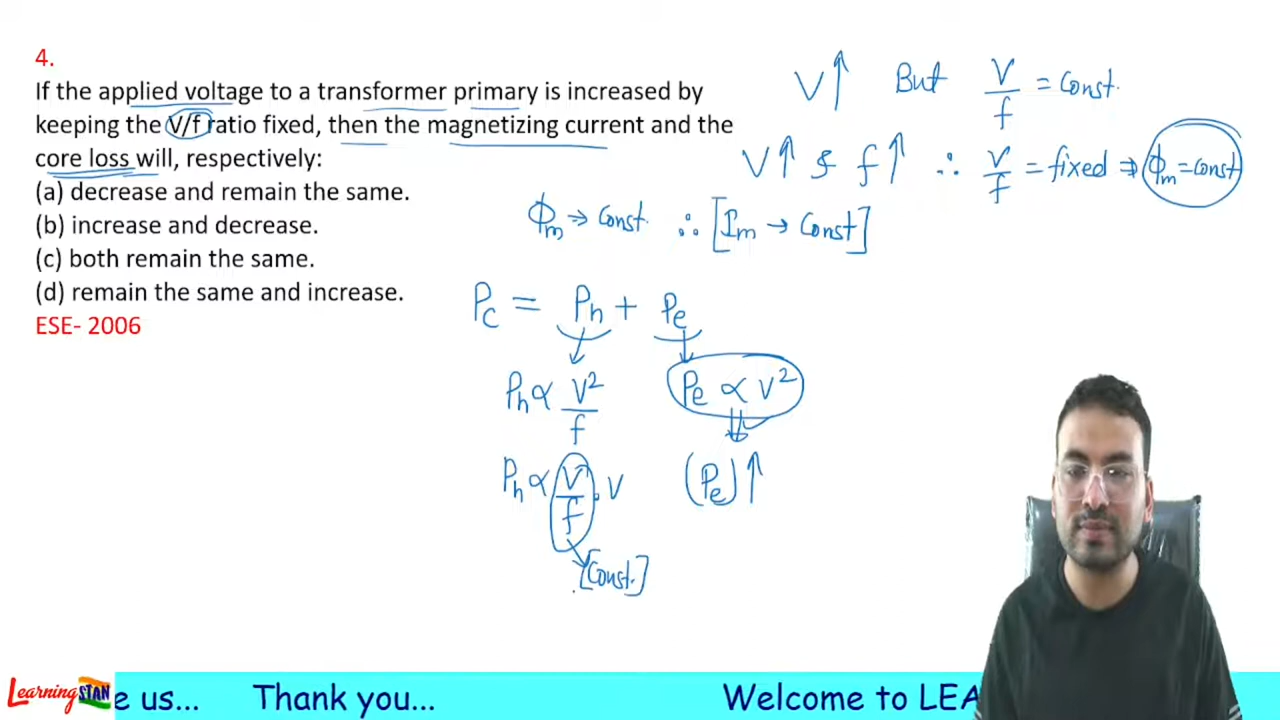 4.
If the applied voltage to a transformer primary is increased by
keeping the V/f ratio fixed, then the magnetizing current and the
core loss will, respectively:
(a) decrease and remain the same.
(b) increase and decrease.
(c) both remain the same.
(d) remain the same and increase.
ESE- 2006
V↑ But V/f = Const.
V↑ & f↑ ∴ V/f = fixed ⇒ Φm = Const
Φm → Const. ∴ [Im → Const]
Pc = Ph + Pe
Ph ∝ V²/f
Pe ∝ V²
Ph ∝ V/f . V
(Pe)↑
[Const.]
LearningSTAN
e us... Thank you... Welcome to LEA